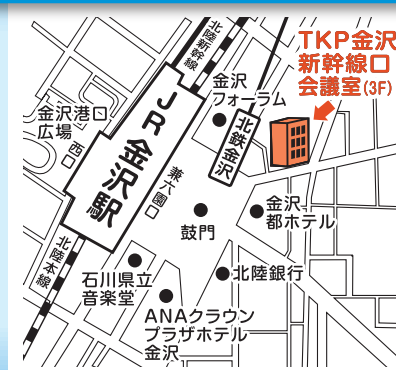 北陸新幹線
TKP金沢
新幹線口
会議室(3F)
金沢
フォーラム
金沢港口
広場
西口
JR金沢駅
北鉄金沢
兼六園口
金沢
都ホテル
鼓門
北陸本線
石川県立
音楽堂
北陸銀行
ANAクラウン
プラザホテル
金沢